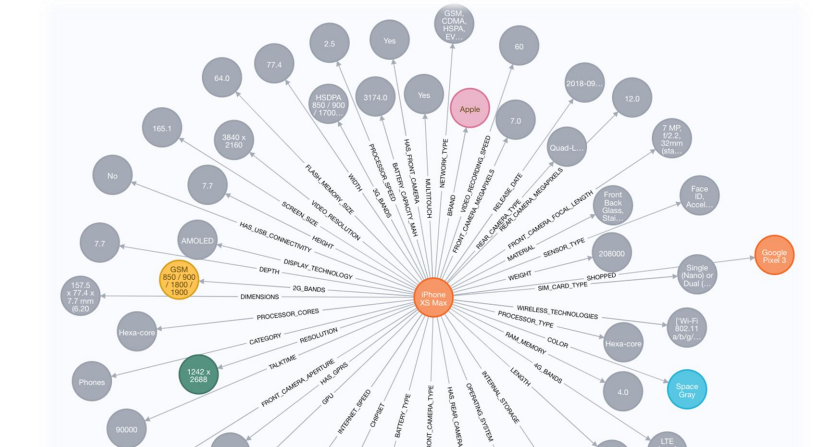 GSM,
CDMA,
HSPA,
EV...
2.5
Yes
60
77.4
64.0
HSDPA
850 / 900
/ 1700...
3174.0
Yes
Apple
7.0
2018-09...
12.0
165.1
3840 x
2160
Quad-L...
7 MP,
f/2.2,
32mm
(sta...
No
7.7
Front
Back
Glass,
Stai...
Face
ID,
Accel...
7.7
AMOLED
208000
Google
Pixel 3
GSM
850 / 900
/ 1800 /
1900
157.5
x 77.4 x
7.7 mm
(6.20
Single
(Nano) or
Dual (...
iPhone
XS Max
Hexa-core
["Wi-Fi
802.11
a/b/g/...
Hexa-core
Phones
1242 x
2688
4.0
Space
Gray
90000
LTE
FLASH_MEMORY_SIZE
WIDTH
PROCESSOR_SPEED
3G_BANDS
BATTERY_CAPACITY_MAH
HAS_FRONT_CAMERA
MULTITOUCH
NETWORK_TYPE
BRAND
VIDEO_RECORDING_SPEED
FRONT_CAMERA_MEGAPIXELS
RELEASE_DATE
REAR_CAMERA_TYPE
REAR_CAMERA_MEGAPIXELS
FRONT_CAMERA_FOCAL_LENGTH
MATERIAL
SENSOR_TYPE
WEIGHT
SHOPPED
SIM_CARD_TYPE
SCREEN_SIZE
VIDEO_RESOLUTION
HEIGHT
HAS_USB_CONNECTIVITY
DISPLAY_TECHNOLOGY
DEPTH
2G_BANDS
DIMENSIONS
PROCESSOR_CORES
CATEGORY
RESOLUTION
TALKTIME
FRONT_CAMERA_APERTURE
HAS_GPRS
GPU
INTERNET_SPEED
CHIPSET
BATTERY_TYPE
ONT_CAMERA_TYPE
HAS_REAR_CAMERA
OPERATING_SYSTEM
INTERNAL_STORAGE
LENGTH
4G_BANDS
RAM_MEMORY
COLOR
PROCESSOR_TYPE
WIRELESS_TECHNOLOGIES